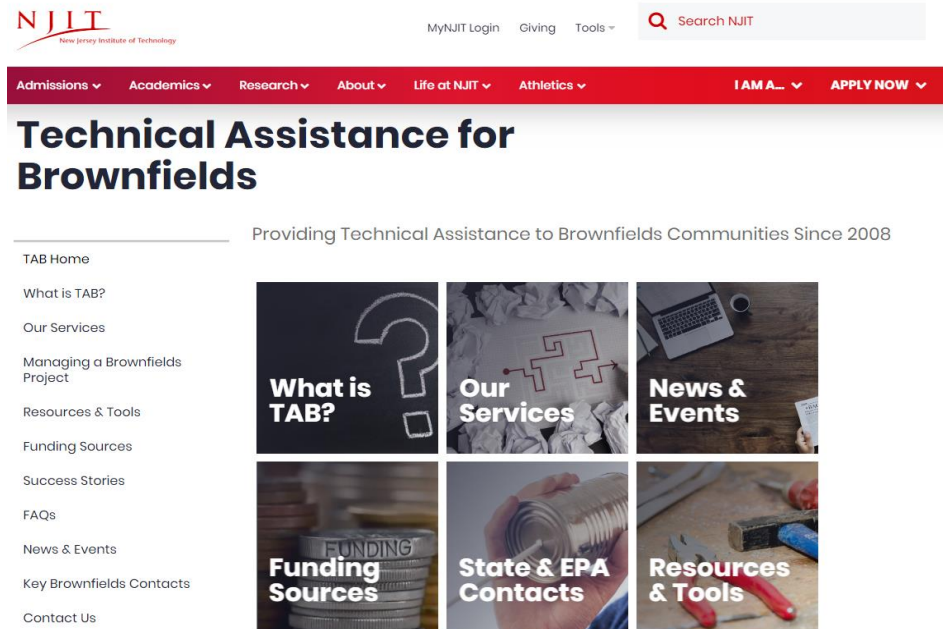 NJIT
New Jersey Institute of Technology
MyNJIT Login Giving Tools
Search NJIT
Admissions Academics Research About Life at NJIT Athletics I AM A... APPLY NOW
Technical Assistance for
Brownfields
Providing Technical Assistance to Brownfields Communities Since 2008
TAB Home
What is TAB?
Our Services
Managing a Brownfields
Project
Resources & Tools
Funding Sources
Success Stories
FAQs
News & Events
Key Brownfields Contacts
Contact Us
What is
TAB?
Our
Services
News &
Events
FUNDING
Funding
Sources
State & EPA
Contacts
Resources
& Tools